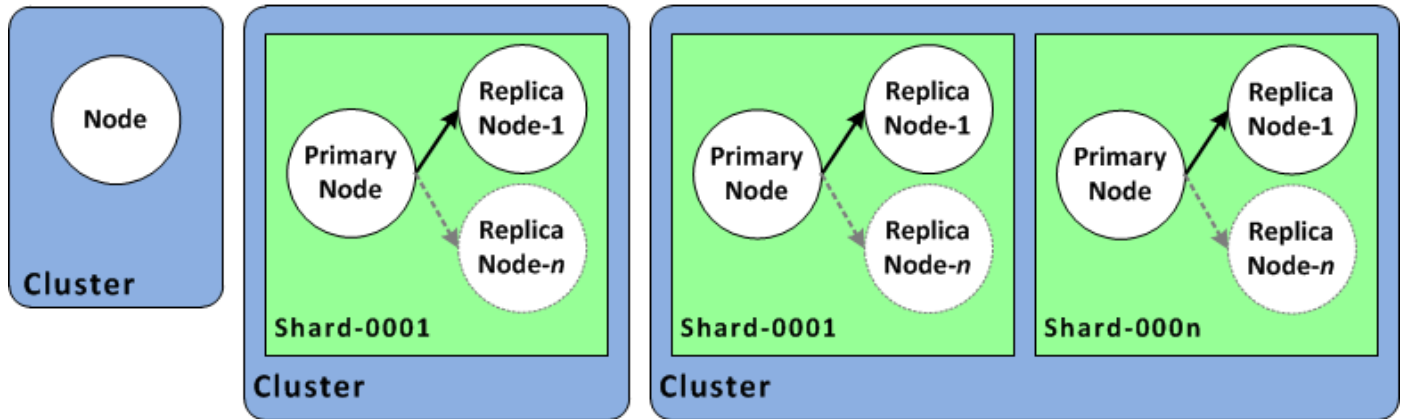 Node
Cluster
Primary
Node
Replica
Node-1
Replica
Node-n
Shard-0001
Cluster
Primary
Node
Replica
Node-1
Replica
Node-n
Shard-0001
Primary
Node
Replica
Node-1
Replica
Node-n
Shard-000n
Cluster